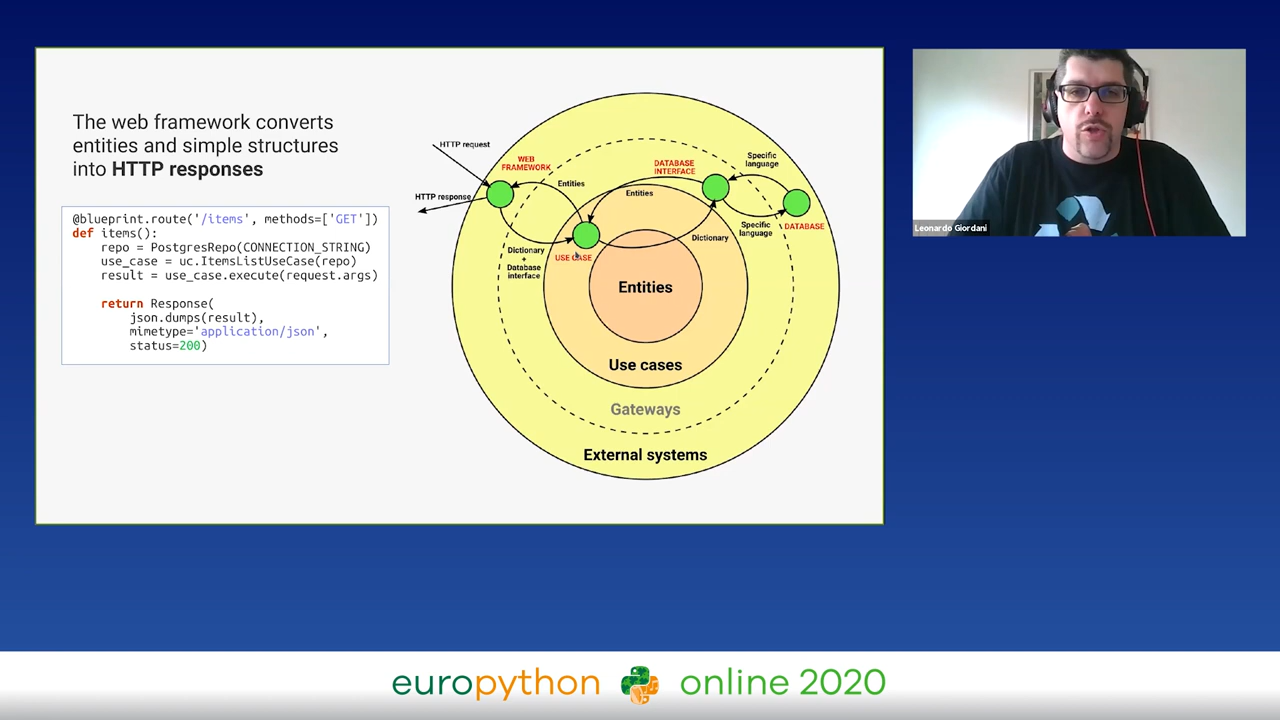 The web framework converts
entities and simple structures
into HTTP responses
@blueprint.route('/items', methods=['GET'])
def items():
    repo = PostgresRepo(CONNECTION_STRING)
    use_case = uc.ItemsListUseCase(repo)
    result = use_case.execute(request.args)
    return Response(
        json.dumps(result),
        mimetype='application/json',
        status=200)
HTTP request
HTTP response
WEB
FRAMEWORK
Entities
Dictionary
+
Database
interface
USE CASE
DATABASE
INTERFACE
Entities
Dictionary
Specific
language
Specific
language
DATABASE
Entities
Use cases
Gateways
External systems
Leonardo Giordani
europython online 2020